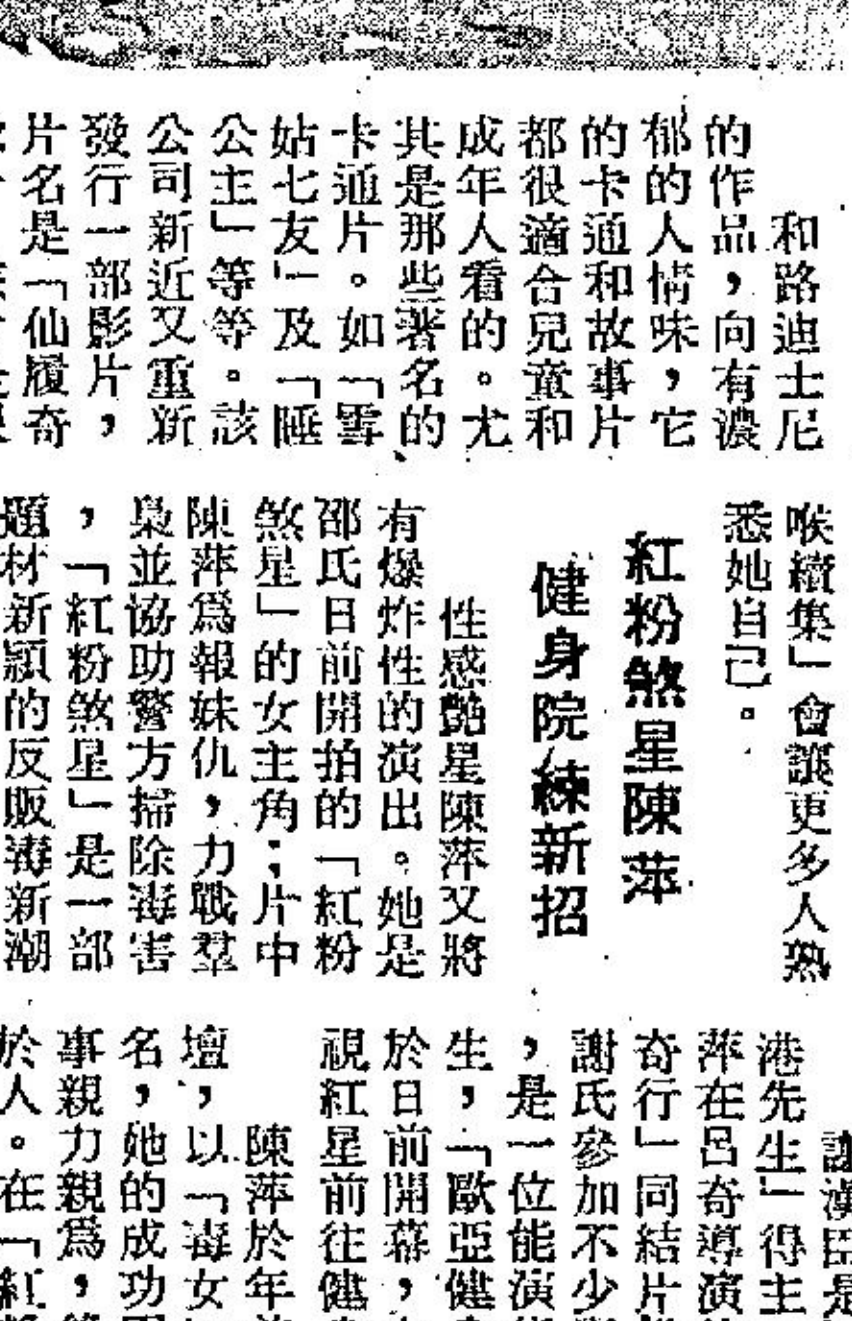 和路迪士尼
的作品，向有濃
郁的人情味，它
的卡通和故事片
都很適合兒童和
成年人看的。尤
其是那些著名的
卡通片。如「雪
姑七友」及「睡
公主」等等。該
公司新近又重新
發行一部影片，
片名是「仙履奇
喉續集」會讓更多人熟
悉她自己。
紅粉煞星陳萍
健身院練新招
性感艷星陳萍又將
有爆炸性的演出。她是
邵氏日前開拍的「紅粉
煞星」的女主角；片中
陳萍爲報妹仇，力戰羣
梟並協助警方掃除毒害
，「紅粉煞星」是一部
題材新穎的反販毒新潮
謝漢臣是
港先生」得主
萍在呂奇導演
奇行」同結片
謝氏參加不少
，是一位能演
生，「歐亞健
於日前開幕，
視紅星前往健
陳萍於年
壇，以「毒女
名，她的成功
事親力親爲，
於人。在「紅